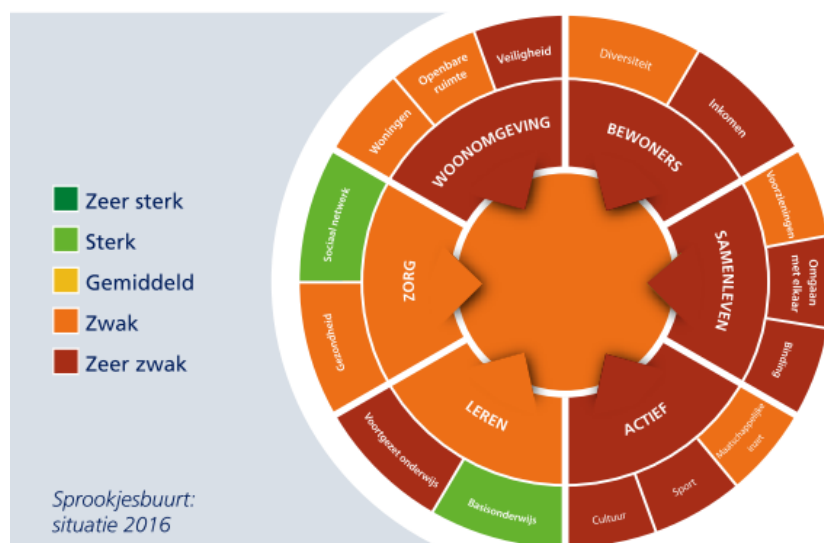 Zeer sterk
Sterk
Gemiddeld
Zwak
Zeer zwak
Sprookjesbuurt:
situatie 2016
Woningen
Openbare
ruimte
Veiligheid
WOONOMGEVING
Diversiteit
Inkomen
BEWONERS
Voorzieningen
Omgaan
met elkaar
Binding
SAMENLEVEN
Maatschappelijke
inzet
Sport
Cultuur
ACTIEF
Basisonderwijs
Voortgezet onderwijs
LEREN
Gezondheid
Sociaal netwerk
ZORG